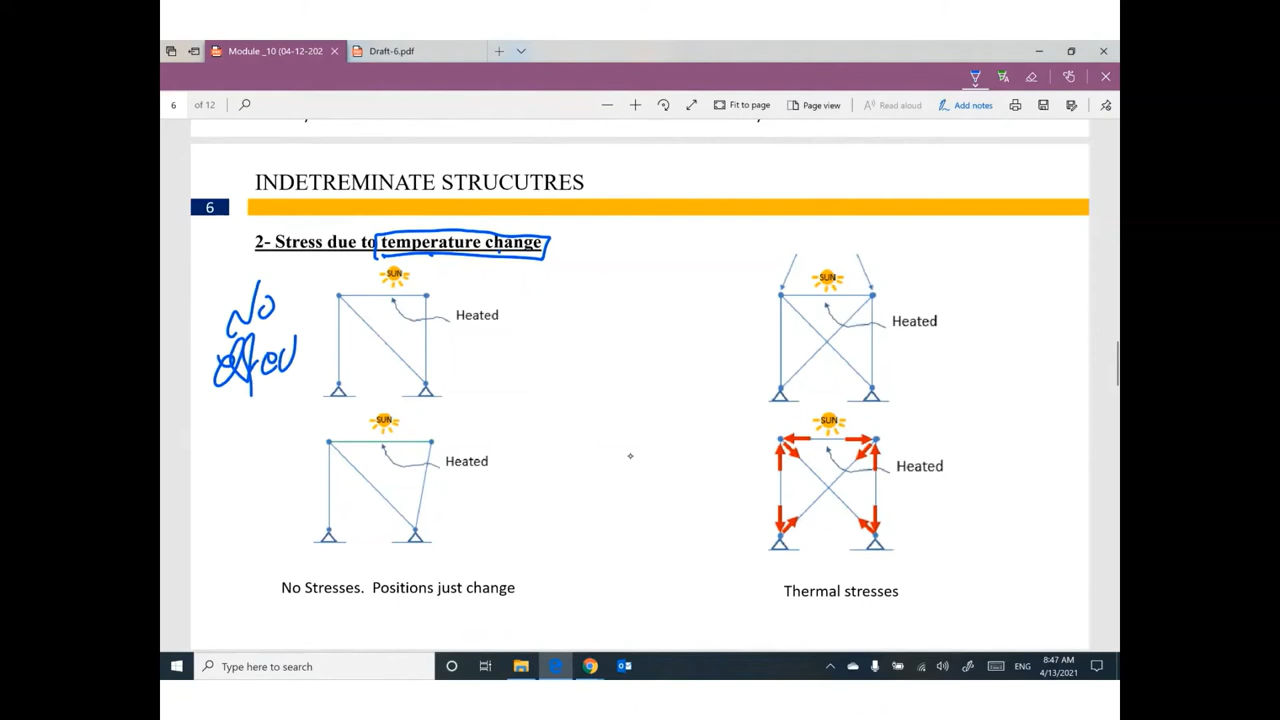 Module _10 (04-12-202
Draft-6.pdf
6 of 12
Fit to page
Page view
Read aloud
Add notes
INDETREMINATE STRUCUTRES
6
2- Stress due to temperature change
SUN
Heated
SUN
Heated
No
SUN
Heated
SUN
Heated
No Stresses. Positions just change
Thermal stresses
Type here to search
ENG
8:47 AM
4/13/2021